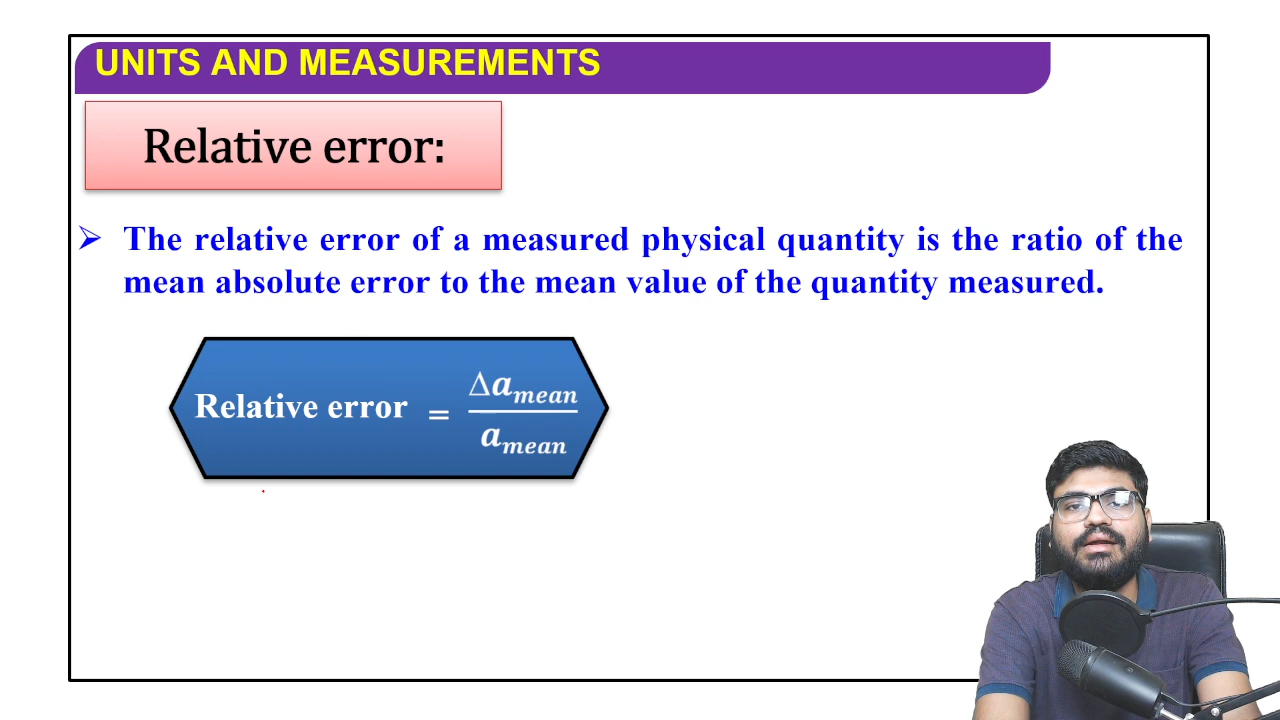 UNITS AND MEASUREMENTS
Relative error:
➢ The relative error of a measured physical quantity is the ratio of the
mean absolute error to the mean value of the quantity measured.
Relative error = Δa_mean / a_mean